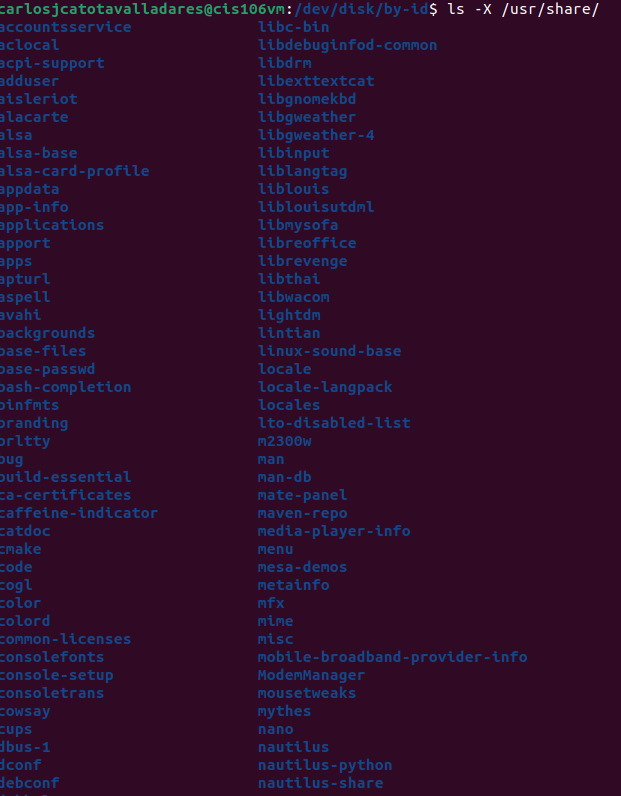 carlosjcatotavalladares@cis106vm:/dev/disk/by-id$ ls -X /usr/share/
accountsservice libc-bin
aclocal libdebuginfod-common
acpi-support libdrm
adduser libexttextcat
aisleriot libgnomekbd
alacarte libgweather
alsa libgweather-4
alsa-base libinput
alsa-card-profile liblangtag
appdata liblouis
app-info liblouisutdml
applications libmysofa
apport libreoffice
apps librevenge
apturl libthai
aspell libwacom
avahi lightdm
backgrounds lintian
base-files linux-sound-base
base-passwd locale
bash-completion locale-langpack
binfmts locales
branding lto-disabled-list
brltty m2300w
bug man
build-essential man-db
ca-certificates mate-panel
caffeine-indicator maven-repo
catdoc media-player-info
cmake menu
code mesa-demos
cogl metainfo
color mfx
colord mime
common-licenses misc
consolefonts mobile-broadband-provider-info
console-setup ModemManager
consoletrans mousetweaks
cowsay mythes
cups nano
dbus-1 nautilus
dconf nautilus-python
debconf nautilus-share